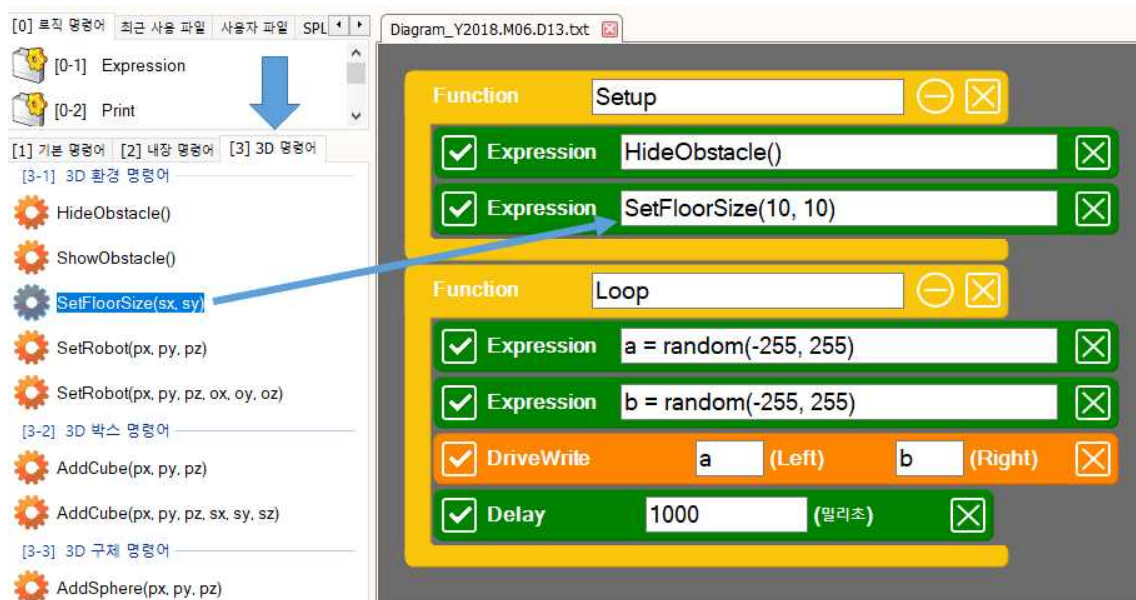 [0] 로직 명령어 최근 사용 파일 사용자 파일 SPL
[0-1] Expression
[0-2] Print
[1] 기본 명령어 [2] 내장 명령어 [3] 3D 명령어
[3-1] 3D 환경 명령어
HideObstacle()
ShowObstacle()
SetFloorSize(sx, sy)
SetRobot(px, py, pz)
SetRobot(px, py, pz, ox, oy, oz)
[3-2] 3D 박스 명령어
AddCube(px, py, pz)
AddCube(px, py, pz, sx, sy, sz)
[3-3] 3D 구체 명령어
AddSphere(px, py, pz)
Diagram_Y2018.M06.D13.txt
Function Setup
Expression HideObstacle()
Expression SetFloorSize(10, 10)
Function Loop
Expression a = random(-255, 255)
Expression b = random(-255, 255)
DriveWrite a (Left) b (Right)
Delay 1000 (밀리초)